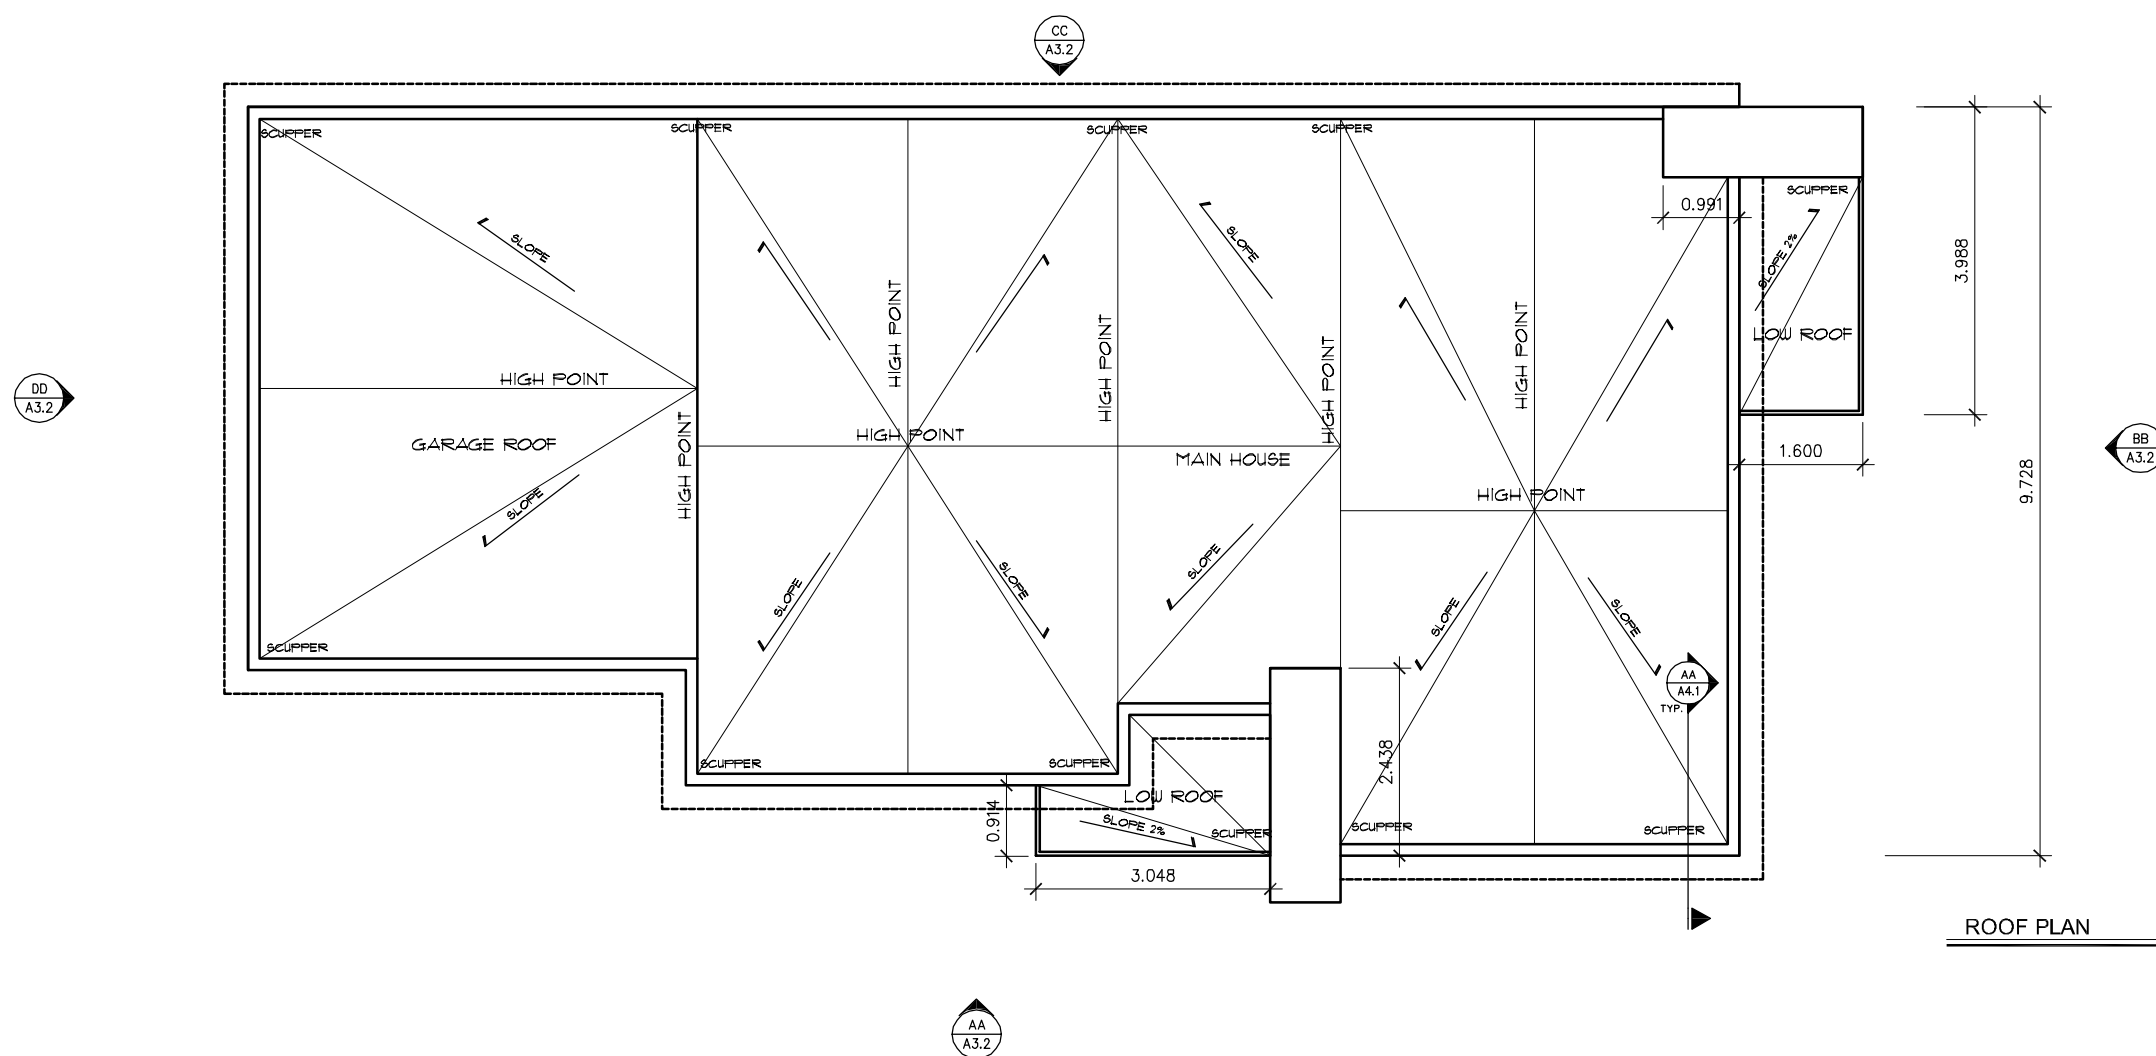 CC
A3.2
SCUPPER
SCUPPER
SCUPPER
SCUPPER
SCUPPER
0.991
SLOPE
SLOPE
SLOPE 2%
3.988
LOW ROOF
HIGH POINT
HIGH POINT
HIGH POINT
HIGH POINT
HIGH POINT
DD
A3.2
GARAGE ROOF
HIGH POINT
HIGH POINT
MAIN HOUSE
HIGH POINT
1.600
9.728
BB
A3.2
SLOPE
SLOPE
SLOPE
SLOPE
SLOPE
SLOPE
AA
A4.1
TYP.
SCUPPER
SCUPPER
SCUPPER
2.438
LOW ROOF
0.914
SLOPE 2%
SCUPPER
SCUPPER
SCUPPER
3.048
ROOF PLAN
AA
A3.2